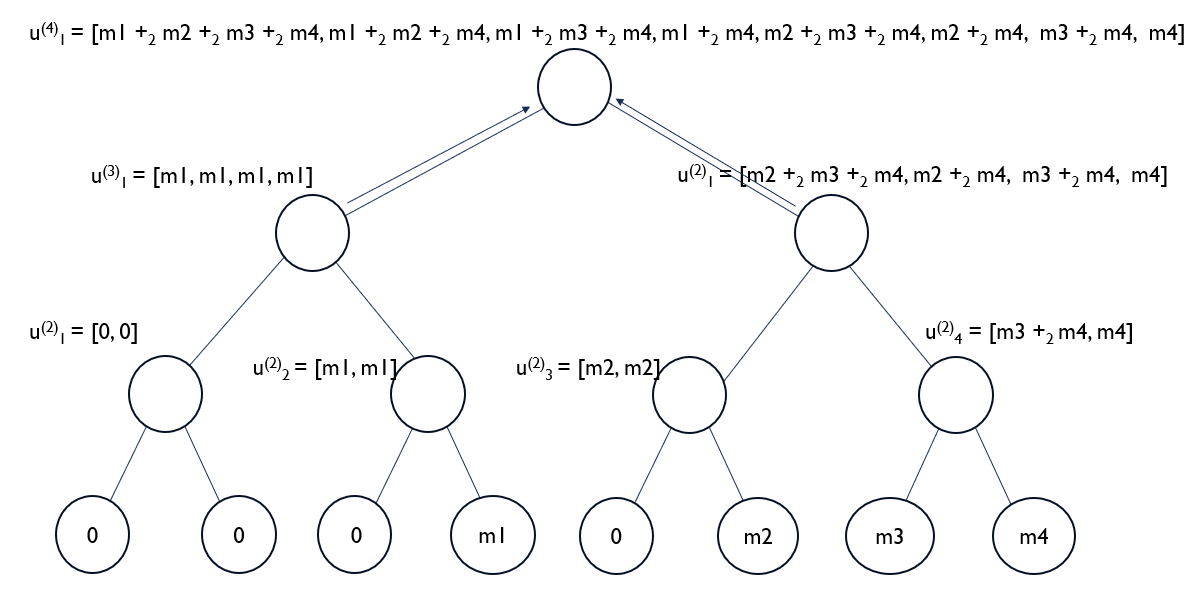 u⁽⁴⁾₁ = [m1 +₂ m2 +₂ m3 +₂ m4, m1 +₂ m2 +₂ m4, m1 +₂ m3 +₂ m4, m1 +₂ m4, m2 +₂ m3 +₂ m4, m2 +₂ m4, m3 +₂ m4, m4]
u⁽³⁾₁ = [m1, m1, m1, m1]
u⁽²⁾₁ = [m2 +₂ m3 +₂ m4, m2 +₂ m4, m3 +₂ m4, m4]
u⁽²⁾₁ = [0, 0]
u⁽²⁾₂ = [m1, m1]
u⁽²⁾₃ = [m2, m2]
u⁽²⁾₄ = [m3 +₂ m4, m4]
0
0
0
m1
0
m2
m3
m4